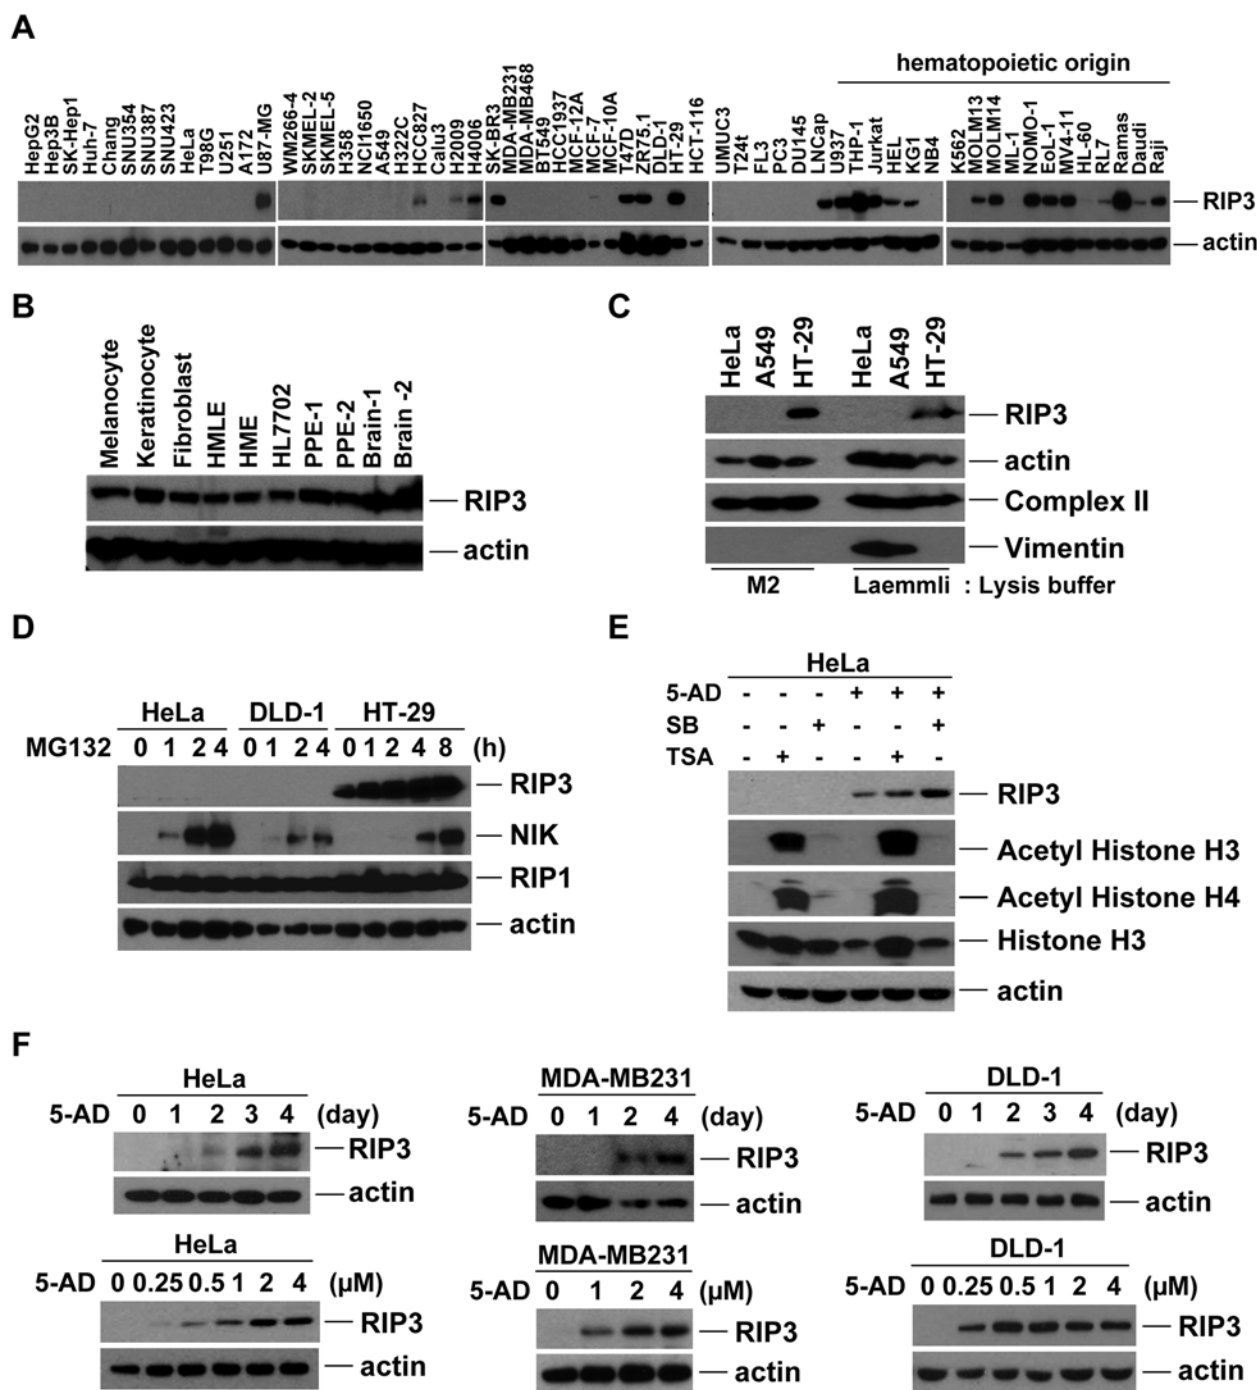 A
hematopoietic origin
HepG2 Hep3B SK-Hep1 Huh-7 Chang SNU354 SNU387 SNU423 HeLa T98G U251 A172 U87-MG WM266-4 SKMEL-2 SKMEL-5 H358 NCI1650 A549 H322C HCC827 Calu3 H2009 H4006 SK-BR3 MDA-MB231 MDA-MB468 BT549 HCC1937 MCF-12A MCF-7 MCF-10A T47D ZR75.1 DLD-1 HT-29 HCT-116 UMUC3 T24t FL3 PC3 DU145 LNCap U937 THP-1 Jurkat HEL KG1 NB4 K562 MOLM13 MOLM14 ML-1 NOMO-1 EoL-1 MV4-11 HL-60 RL7 Ramas Daudi Raji
RIP3
actin
B
Melanocyte Keratinocyte Fibroblast HMLE HME HL7702 PPE-1 PPE-2 Brain-1 Brain -2
RIP3
actin
C
HeLa A549 HT-29 HeLa A549 HT-29
RIP3
actin
Complex II
Vimentin
M2 Laemmli : Lysis buffer
D
HeLa DLD-1 HT-29
MG132 0 1 2 4 0 1 2 4 0 1 2 4 8 (h)
RIP3
NIK
RIP1
actin
E
HeLa
5-AD - - - + + +
SB - - + - - +
TSA - + - - + -
RIP3
Acetyl Histone H3
Acetyl Histone H4
Histone H3
actin
F
HeLa
5-AD 0 1 2 3 4 (day)
RIP3
actin
MDA-MB231
5-AD 0 1 2 4 (day)
RIP3
actin
DLD-1
5-AD 0 1 2 3 4 (day)
RIP3
actin
HeLa
5-AD 0 0.25 0.5 1 2 4 (µM)
RIP3
actin
MDA-MB231
5-AD 0 1 2 4 (µM)
RIP3
actin
DLD-1
5-AD 0 0.25 0.5 1 2 4 (µM)
RIP3
actin